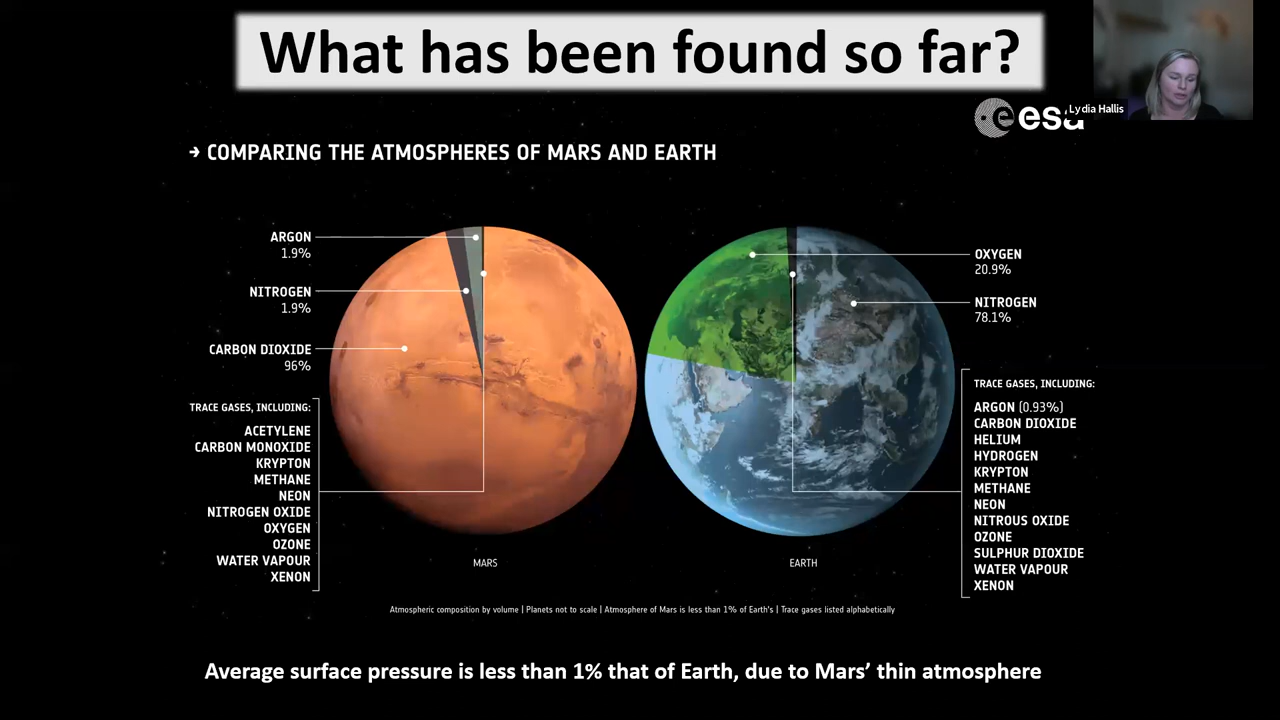 What has been found so far?
Lydia Hallis
esa
→ COMPARING THE ATMOSPHERES OF MARS AND EARTH
ARGON
1.9%
NITROGEN
1.9%
CARBON DIOXIDE
96%
TRACE GASES, INCLUDING:
ACETYLENE
CARBON MONOXIDE
KRYPTON
METHANE
NEON
NITROGEN OXIDE
OXYGEN
OZONE
WATER VAPOUR
XENON
MARS
OXYGEN
20.9%
NITROGEN
78.1%
TRACE GASES, INCLUDING:
ARGON (0.93%)
CARBON DIOXIDE
HELIUM
HYDROGEN
KRYPTON
METHANE
NEON
NITROUS OXIDE
OZONE
SULPHUR DIOXIDE
WATER VAPOUR
XENON
EARTH
Atmospheric composition by volume | Planets not to scale | Atmosphere of Mars is less than 1% of Earth's | Trace gases listed alphabetically
Average surface pressure is less than 1% that of Earth, due to Mars’ thin atmosphere